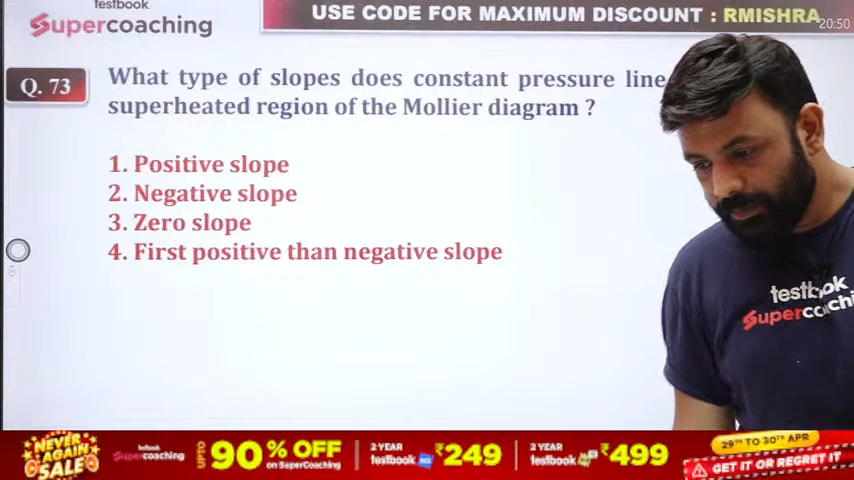 testbook
Supercoaching
USE CODE FOR MAXIMUM DISCOUNT : RMISHRA
20:50
Q. 73
What type of slopes does constant pressure line
superheated region of the Mollier diagram ?
1. Positive slope
2. Negative slope
3. Zero slope
4. First positive than negative slope
testbook
Supercoachi
NEVER
AGAIN
SALE
testbook
Supercoaching
UPTO 90% OFF
on SuperCoaching
2 YEAR
testbook
₹249
2 YEAR
testbook
₹499
29TH TO 30TH APR
GET IT OR REGRET IT